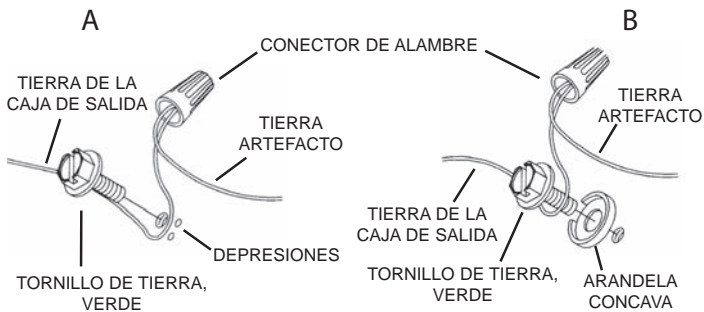 A
B
CONECTOR DE ALAMBRE
TIERRA DE LA
CAJA DE SALIDA
TIERRA
ARTEFACTO
DEPRESIONES
TORNILLO DE TIERRA,
VERDE
TIERRA
ARTEFACTO
TIERRA DE LA
CAJA DE SALIDA
TORNILLO DE TIERRA,
VERDE
ARANDELA
CONCAVA